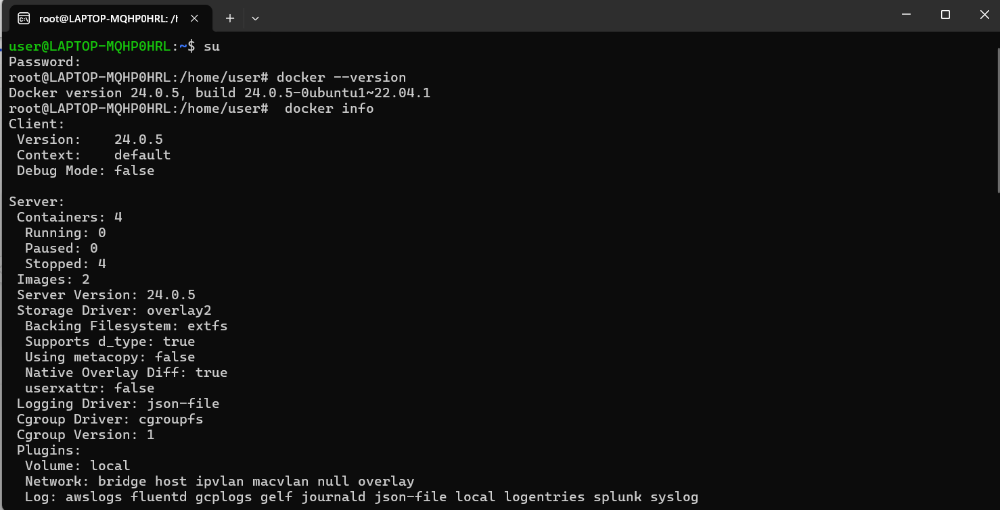 root@LAPTOP-MQHP0HRL: /h
user@LAPTOP-MQHP0HRL:~$ su
Password:
root@LAPTOP-MQHP0HRL:/home/user# docker --version
Docker version 24.0.5, build 24.0.5-0ubuntu1~22.04.1
root@LAPTOP-MQHP0HRL:/home/user#  docker info
Client:
 Version:    24.0.5
 Context:    default
 Debug Mode: false

Server:
 Containers: 4
  Running: 0
  Paused: 0
  Stopped: 4
 Images: 2
 Server Version: 24.0.5
 Storage Driver: overlay2
  Backing Filesystem: extfs
  Supports d_type: true
  Using metacopy: false
  Native Overlay Diff: true
  userxattr: false
 Logging Driver: json-file
 Cgroup Driver: cgroupfs
 Cgroup Version: 1
 Plugins:
  Volume: local
  Network: bridge host ipvlan macvlan null overlay
  Log: awslogs fluentd gcplogs gelf journald json-file local logentries splunk syslog